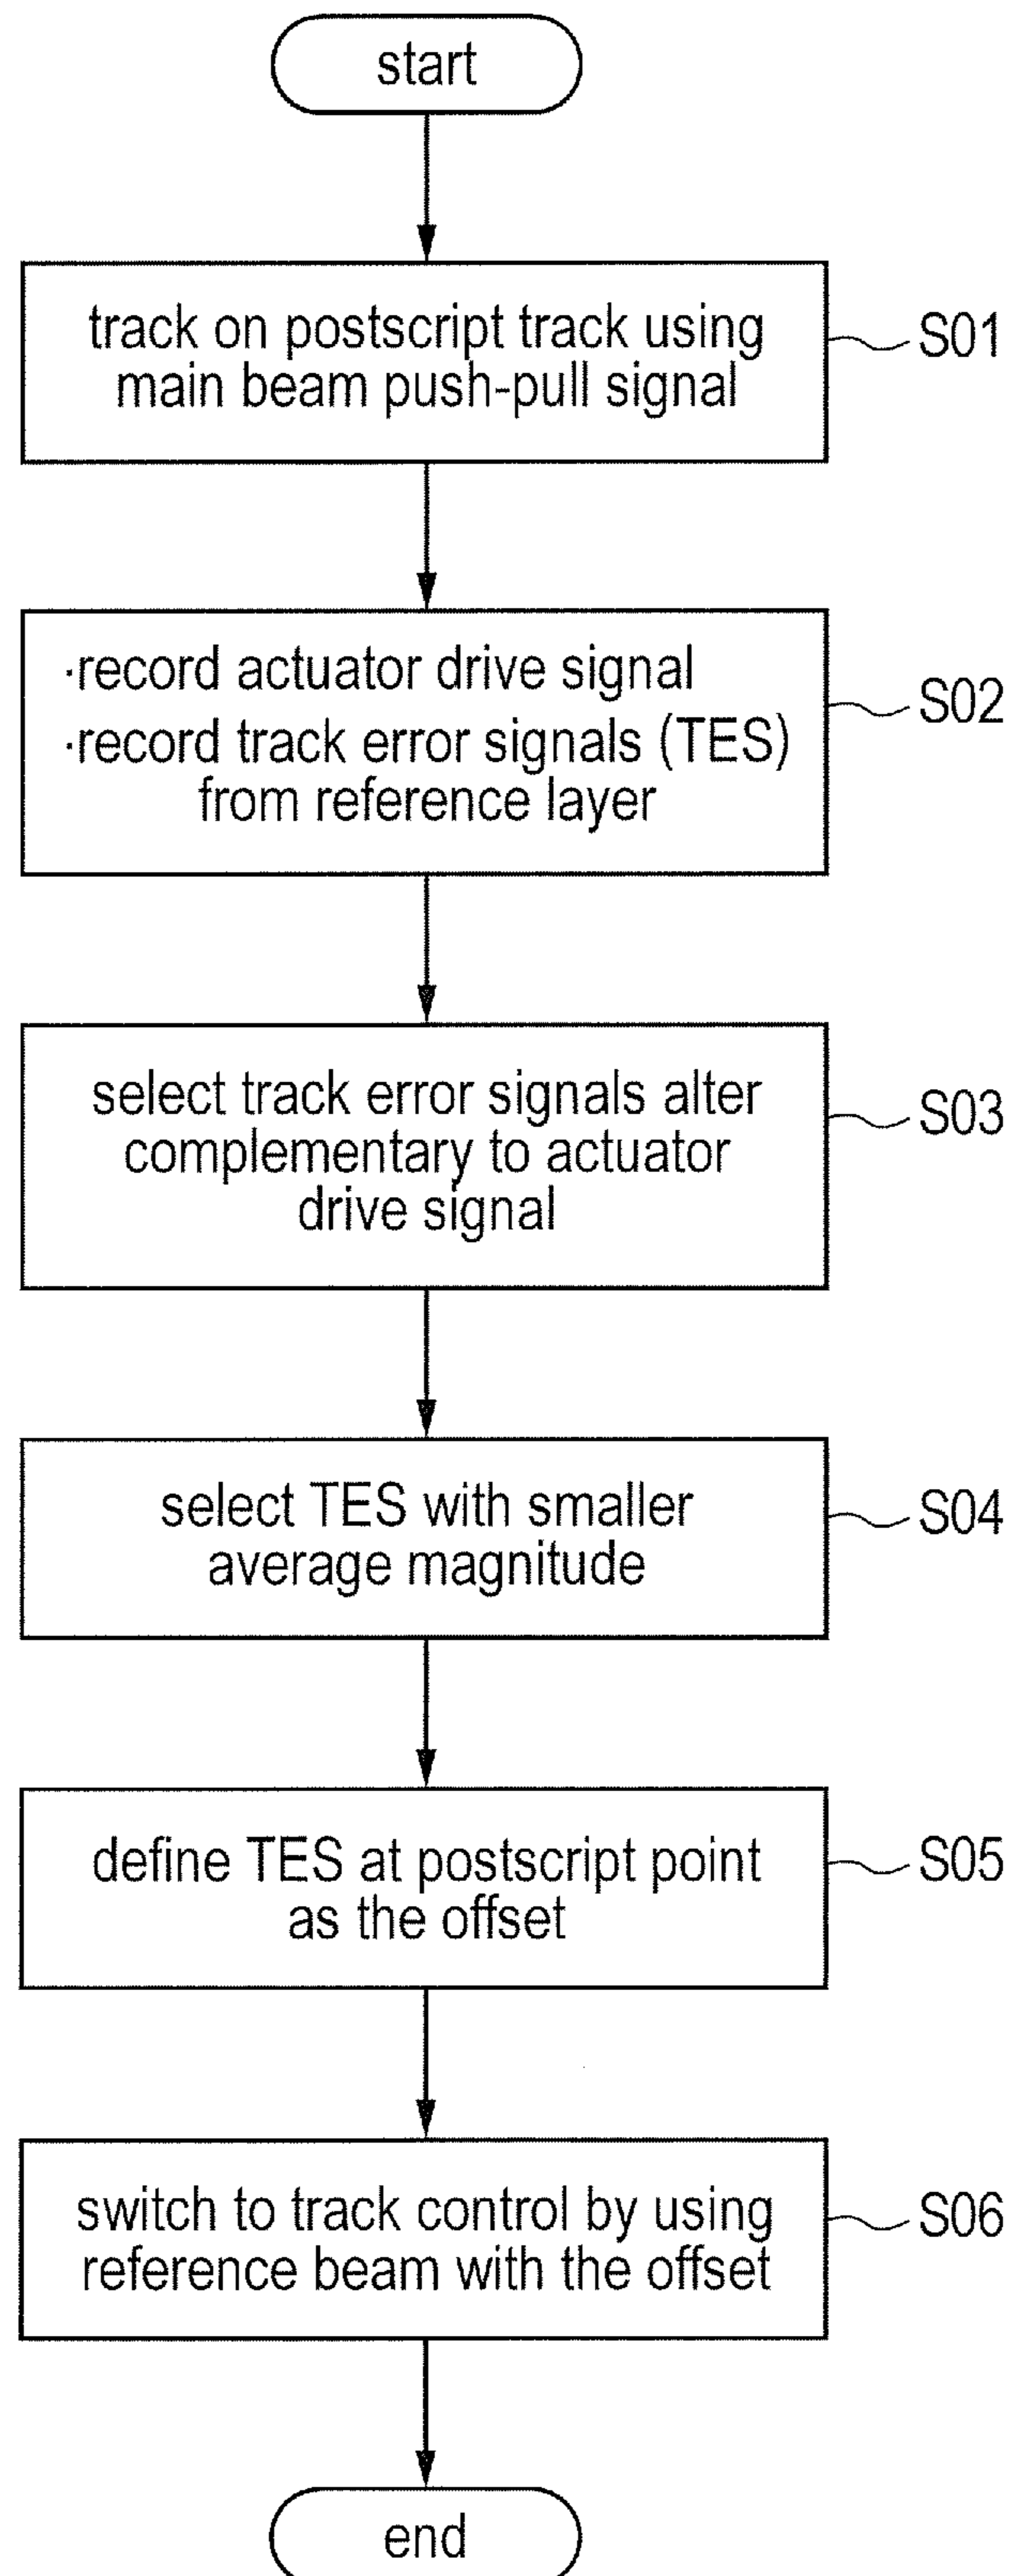 start
track on postscript track using
main beam push-pull signal
S01
·record actuator drive signal
·record track error signals (TES)
from reference layer
S02
select track error signals alter
complementary to actuator
drive signal
S03
select TES with smaller
average magnitude
S04
define TES at postscript point
as the offset
S05
switch to track control by using
reference beam with the offset
S06
end